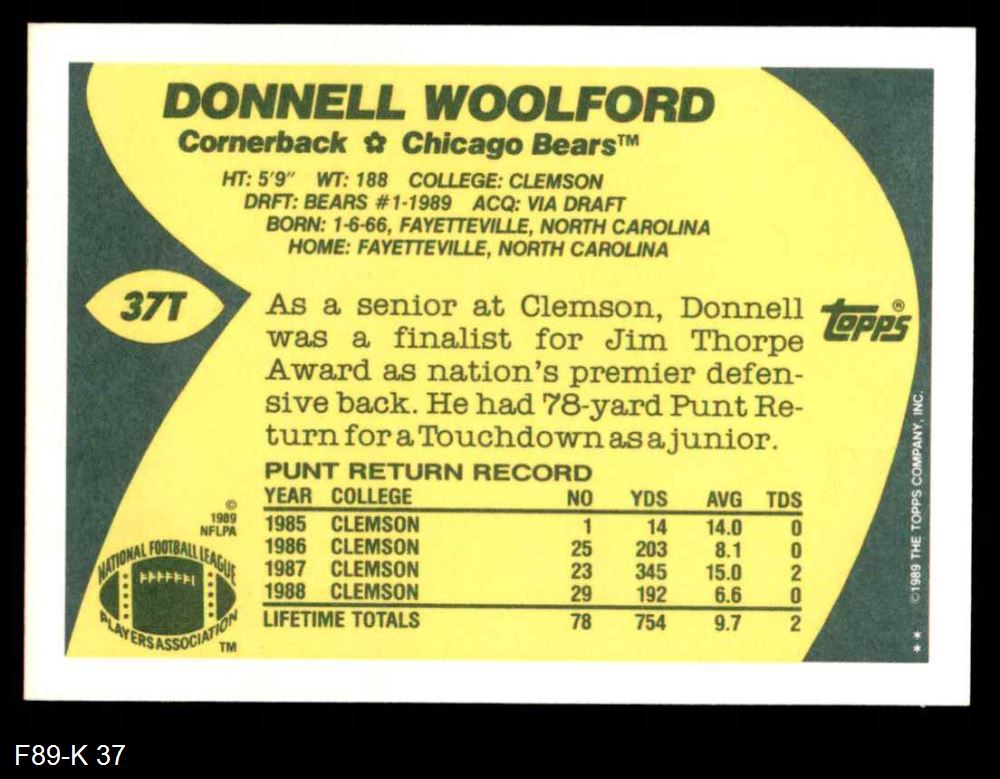 DONNELL WOOLFORD
Cornerback ✿ Chicago Bears™
HT: 5'9" WT: 188 COLLEGE: CLEMSON
DRFT: BEARS #1-1989 ACQ: VIA DRAFT
BORN: 1-6-66, FAYETTEVILLE, NORTH CAROLINA
HOME: FAYETTEVILLE, NORTH CAROLINA
37T
As a senior at Clemson, Donnell
was a finalist for Jim Thorpe
Award as nation's premier defen-
sive back. He had 78-yard Punt Re-
turn for a Touchdown as a junior.
topps®
PUNT RETURN RECORD
YEAR COLLEGE NO YDS AVG TDS
1985 CLEMSON 1 14 14.0 0
1986 CLEMSON 25 203 8.1 0
1987 CLEMSON 23 345 15.0 2
1988 CLEMSON 29 192 6.6 0
LIFETIME TOTALS 78 754 9.7 2
©
1989
NFLPA
NATIONAL FOOTBALL LEAGUE
PLAYERS ASSOCIATION
TM
©1989 THE TOPPS COMPANY, INC.
**
F89-K 37